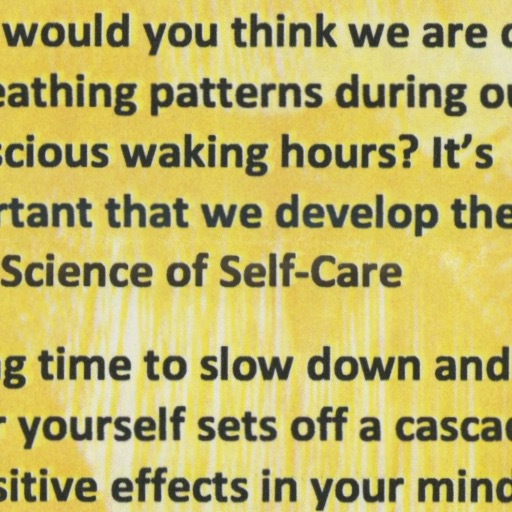 would you think we are
eathing patterns during ou
scious waking hours? It's
rtant that we develop the
Science of Self-Care
g time to slow down and
r yourself sets off a casca
sitive effects in your mind